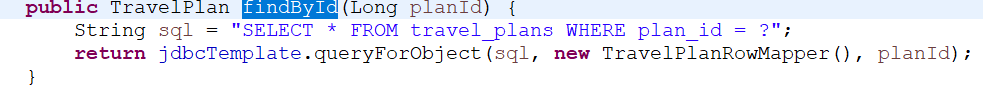 public TravelPlan findById(Long planId) {
String sql = "SELECT * FROM travel_plans WHERE plan_id = ?";
return jdbcTemplate.queryForObject(sql, new TravelPlanRowMapper(), planId);
}